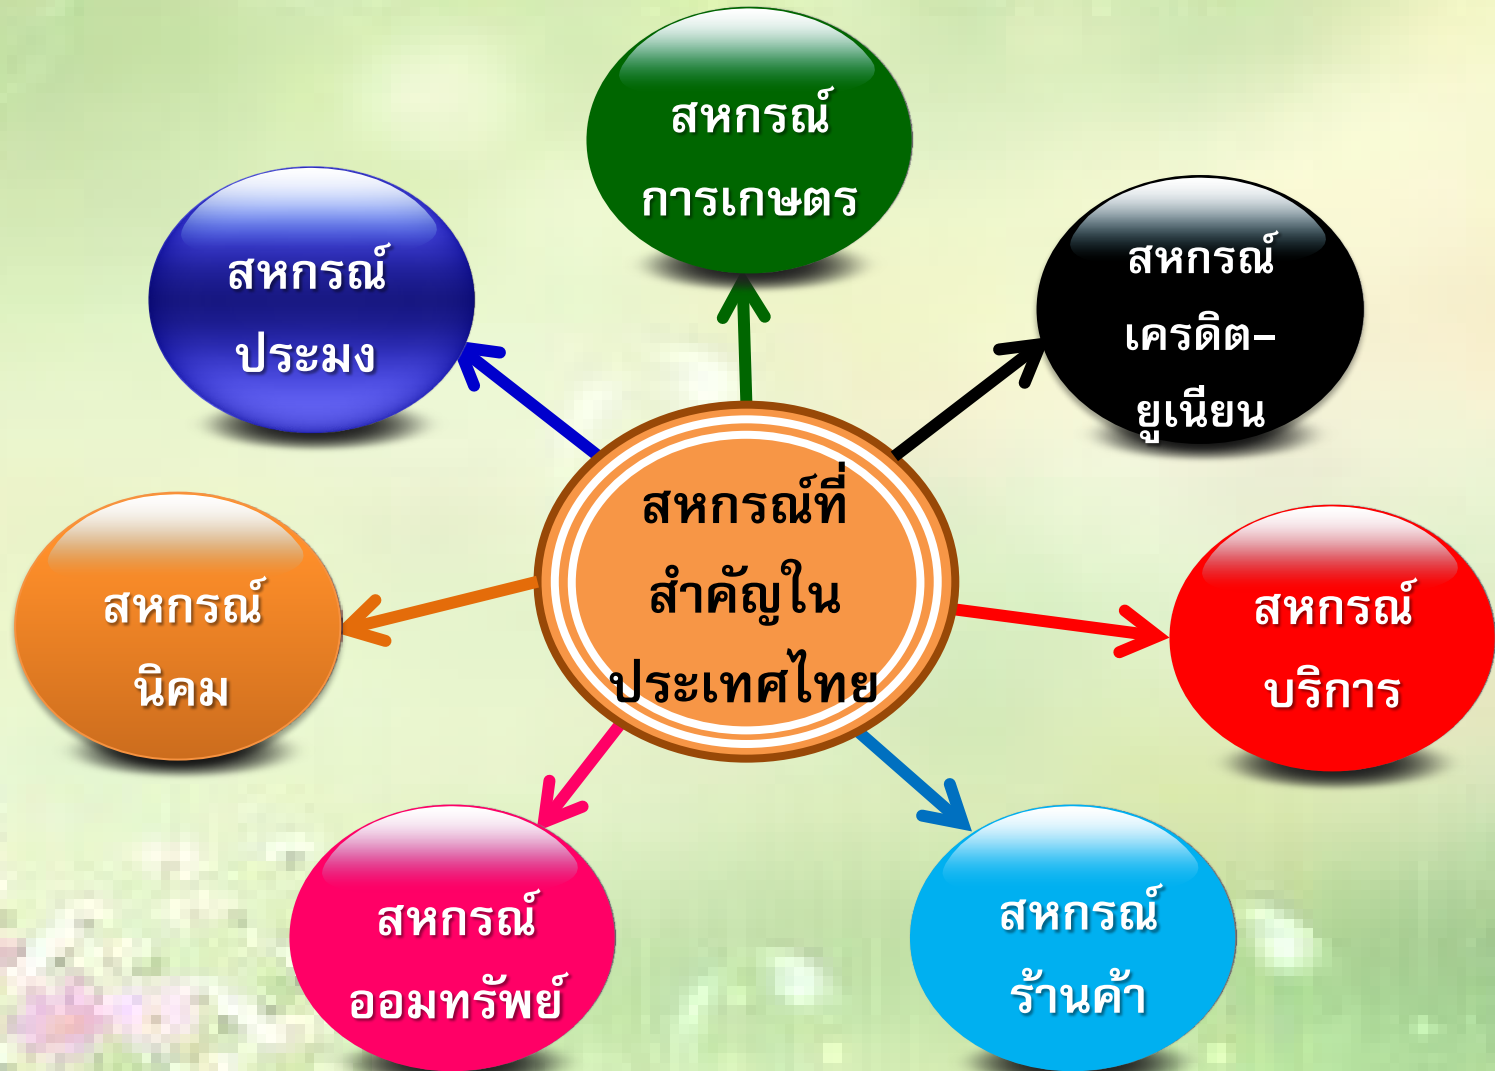 สหกรณ์
การเกษตร
สหกรณ์
เครดิต–
ยูเนียน
สหกรณ์
บริการ
สหกรณ์
ร้านค้า
สหกรณ์
ออมทรัพย์
สหกรณ์
นิคม
สหกรณ์
ประมง
สหกรณ์ที่
สำคัญใน
ประเทศไทย